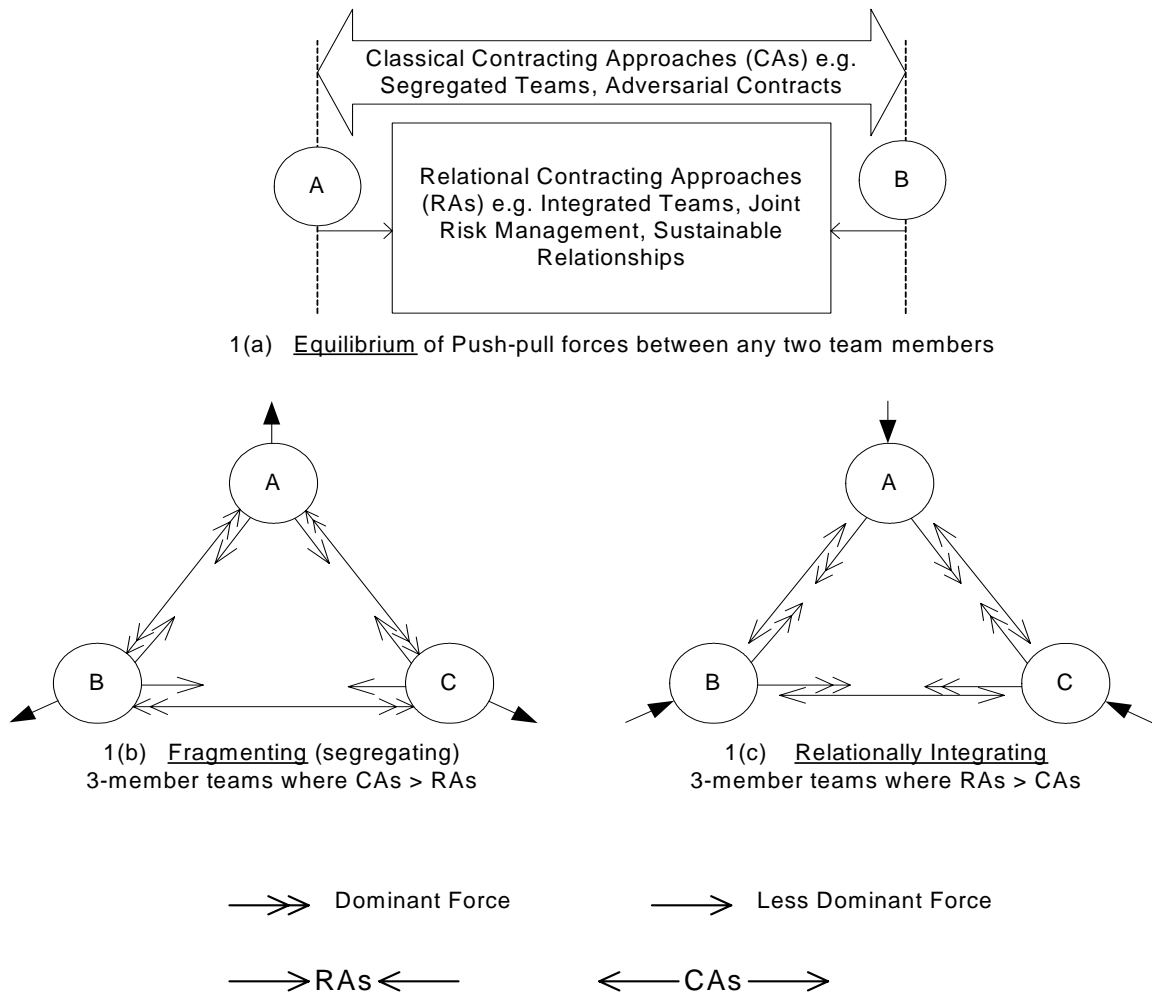 Classical Contracting Approaches (CAs) e.g.
Segregated Teams, Adversarial Contracts
A
B
Relational Contracting Approaches
(RAs) e.g. Integrated Teams, Joint
Risk Management, Sustainable
Relationships
1(a) Equilibrium of Push-pull forces between any two team members
A
B
C
1(b) Fragmenting (segregating)
3-member teams where CAs > RAs
A
B
C
1(c) Relationally Integrating
3-member teams where RAs > CAs
Dominant Force
Less Dominant Force
RAs
CAs